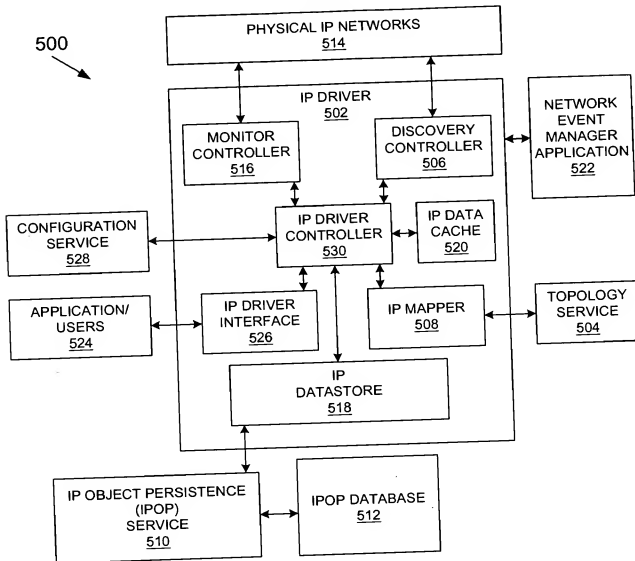 PHYSICAL IP NETWORKS
514
500
IP DRIVER
502
MONITOR
CONTROLLER
516
DISCOVERY
CONTROLLER
506
NETWORK
EVENT
MANAGER
APPLICATION
522
CONFIGURATION
SERVICE
528
IP DRIVER
CONTROLLER
530
IP DATA
CACHE
520
APPLICATION/
USERS
524
IP DRIVER
INTERFACE
526
IP MAPPER
508
TOPOLOGY
SERVICE
504
IP
DATASTORE
518
IP OBJECT PERSISTENCE
(IPOP)
SERVICE
510
IPOP DATABASE
512